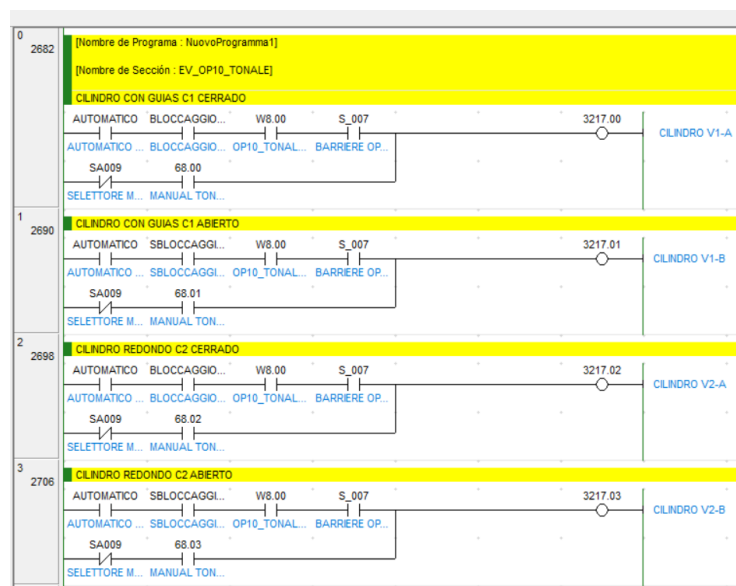 0
2682
[Nombre de Programa : NuovoProgramma1]
[Nombre de Sección : EV_OP10_TONALE]
CILINDRO CON GUIAS C1 CERRADO
AUTOMATICO BLOCCAGGIO... W8.00 S_007 3217.00
CILINDRO V1-A
AUTOMATICO ... BLOCCAGGIO... OP10_TONAL... BARRIERE OP...
SA009 68.00
SELETTORE M... MANUAL TON...
1
2690
CILINDRO CON GUIAS C1 ABIERTO
AUTOMATICO SBLOCCAGGI... W8.00 S_007 3217.01
CILINDRO V1-B
AUTOMATICO ... SBLOCCAGGI... OP10_TONAL... BARRIERE OP...
SA009 68.01
SELETTORE M... MANUAL TON...
2
2698
CILINDRO REDONDO C2 CERRADO
AUTOMATICO BLOCCAGGIO... W8.00 S_007 3217.02
CILINDRO V2-A
AUTOMATICO ... BLOCCAGGIO... OP10_TONAL... BARRIERE OP...
SA009 68.02
SELETTORE M... MANUAL TON...
3
2706
CILINDRO REDONDO C2 ABIERTO
AUTOMATICO SBLOCCAGGI... W8.00 S_007 3217.03
CILINDRO V2-B
AUTOMATICO ... SBLOCCAGGI... OP10_TONAL... BARRIERE OP...
SA009 68.03
SELETTORE M... MANUAL TON...